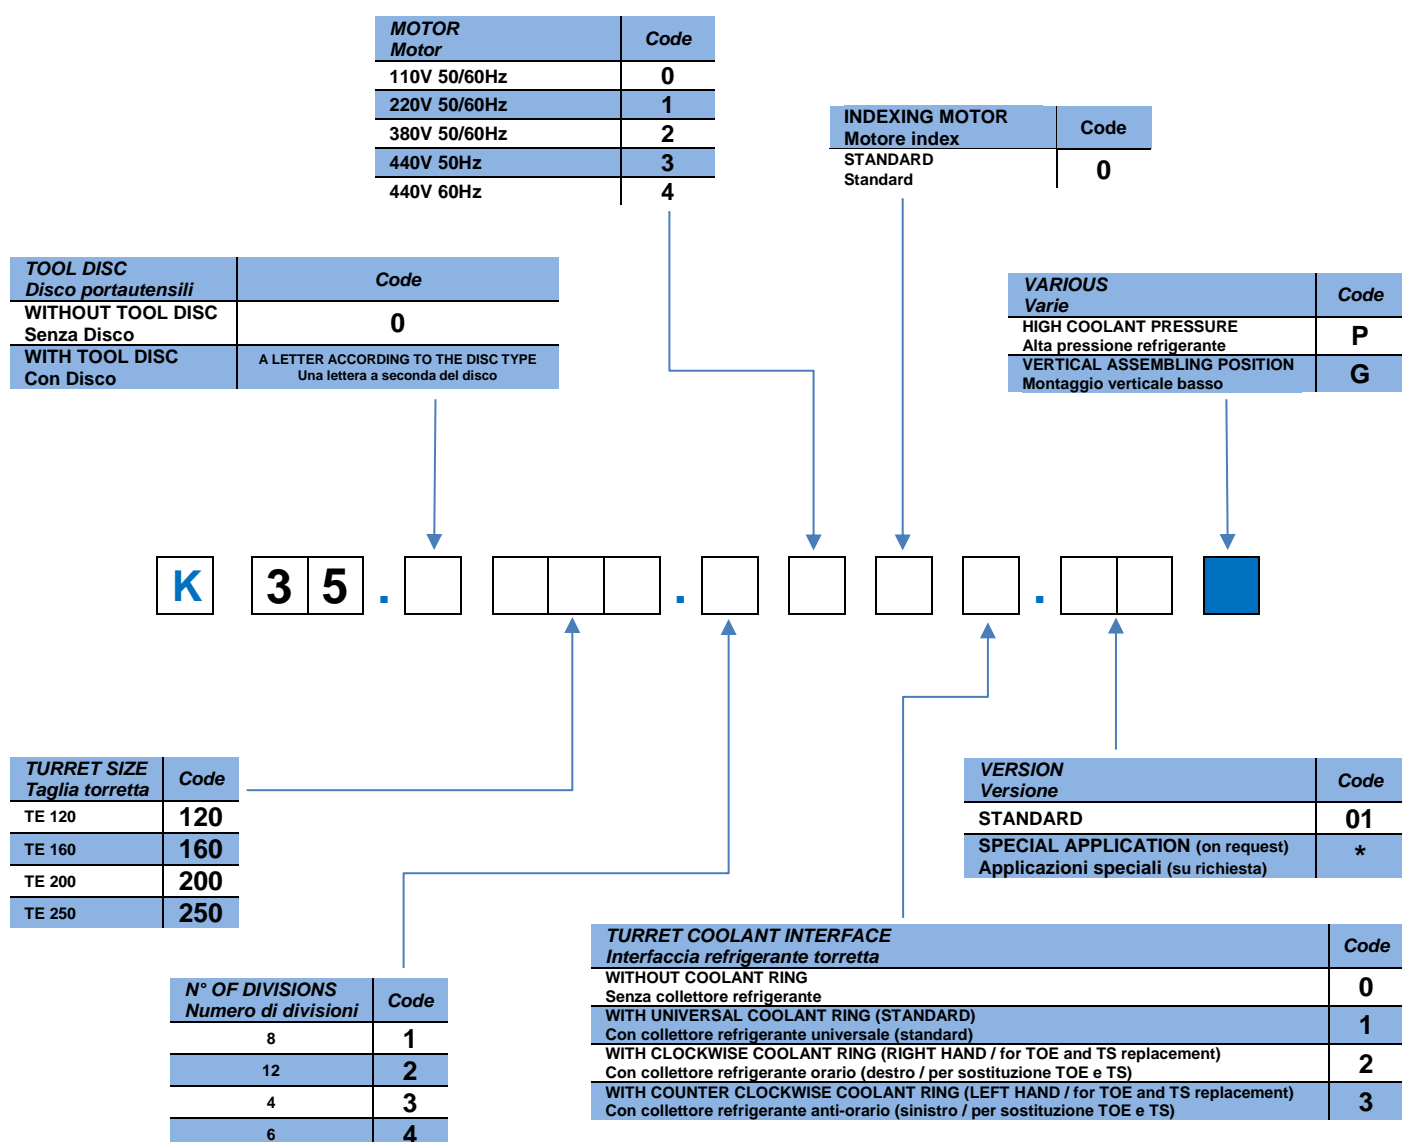 MOTOR
Motor
Code
110V 50/60Hz 0
220V 50/60Hz 1
380V 50/60Hz 2
440V 50Hz 3
440V 60Hz 4
INDEXING MOTOR
Motore index
Code
STANDARD
Standard
0
TOOL DISC
Disco portautensili
Code
WITHOUT TOOL DISC
Senza Disco
0
WITH TOOL DISC
Con Disco
A LETTER ACCORDING TO THE DISC TYPE
Una lettera a seconda del disco
VARIOUS
Varie
Code
HIGH COOLANT PRESSURE
Alta pressione refrigerante
P
VERTICAL ASSEMBLING POSITION
Montaggio verticale basso
G
K 35. . .
TURRET SIZE
Taglia torretta
Code
TE 120 120
TE 160 160
TE 200 200
TE 250 250
VERSION
Versione
Code
STANDARD 01
SPECIAL APPLICATION (on request)
Applicazioni speciali (su richiesta)
*
N° OF DIVISIONS
Numero di divisioni
Code
8 1
12 2
4 3
6 4
TURRET COOLANT INTERFACE
Interfaccia refrigerante torretta
Code
WITHOUT COOLANT RING
Senza collettore refrigerante
0
WITH UNIVERSAL COOLANT RING (STANDARD)
Con collettore refrigerante universale (standard)
1
WITH CLOCKWISE COOLANT RING (RIGHT HAND / for TOE and TS replacement)
Con collettore refrigerante orario (destro / per sostituzione TOE e TS)
2
WITH COUNTER CLOCKWISE COOLANT RING (LEFT HAND / for TOE and TS replacement)
Con collettore refrigerante anti-orario (sinistro / per sostituzione TOE e TS)
3